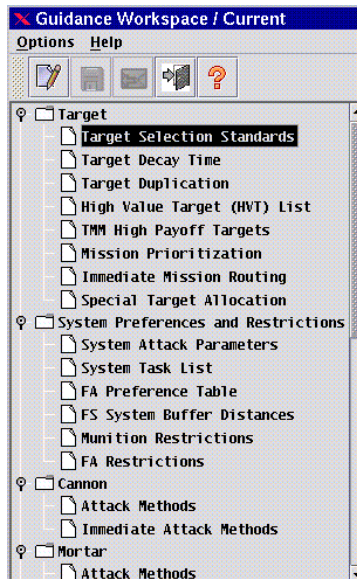 Guidance Workspace / Current
Options Help
Target
Target Selection Standards
Target Decay Time
Target Duplication
High Value Target (HVT) List
TMM High Payoff Targets
Mission Prioritization
Immediate Mission Routing
Special Target Allocation
System Preferences and Restrictions
System Attack Parameters
System Task List
FA Preference Table
FS System Buffer Distances
Munition Restrictions
FA Restrictions
Cannon
Attack Methods
Immediate Attack Methods
Mortar
Attack Methods